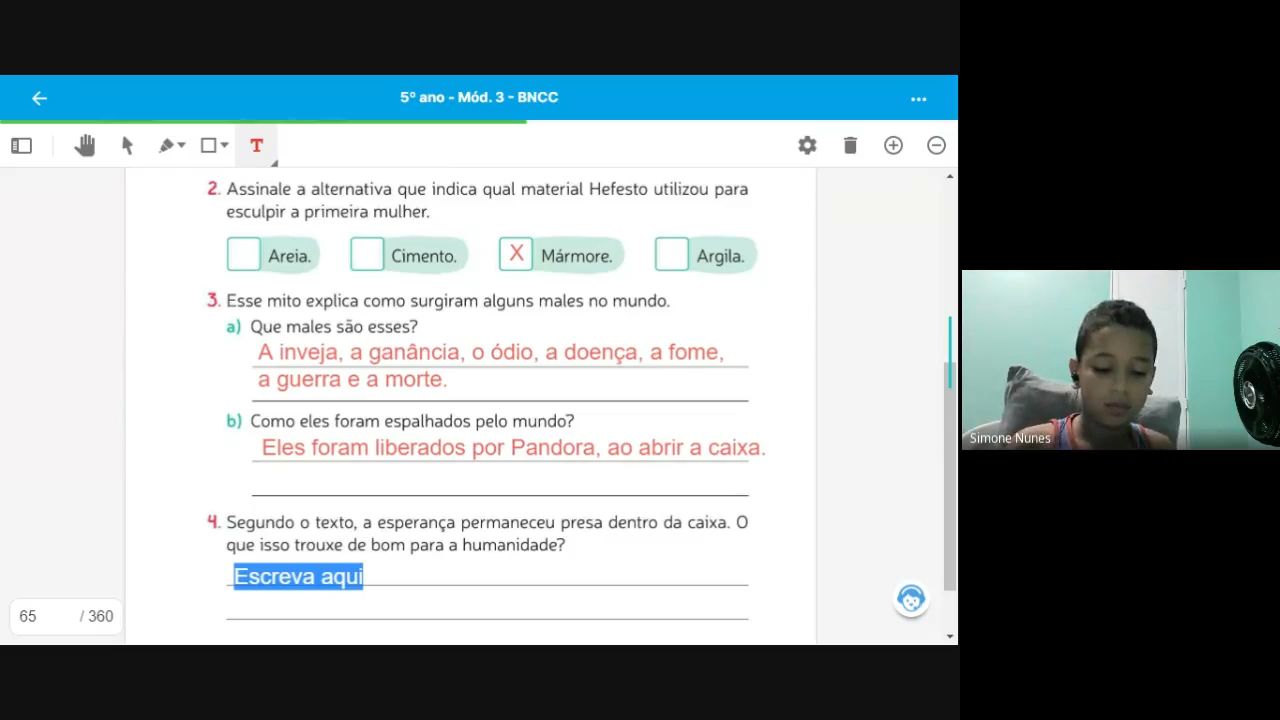 5º ano - Mód. 3 - BNCC
T
2. Assinale a alternativa que indica qual material Hefesto utilizou para
esculpir a primeira mulher.
Areia. Cimento. X Mármore. Argila.
3. Esse mito explica como surgiram alguns males no mundo.
a) Que males são esses?
A inveja, a ganância, o ódio, a doença, a fome,
a guerra e a morte.
b) Como eles foram espalhados pelo mundo?
Eles foram liberados por Pandora, ao abrir a caixa.
Simone Nunes
4. Segundo o texto, a esperança permaneceu presa dentro da caixa. O
que isso trouxe de bom para a humanidade?
Escreva aqui
65 / 360